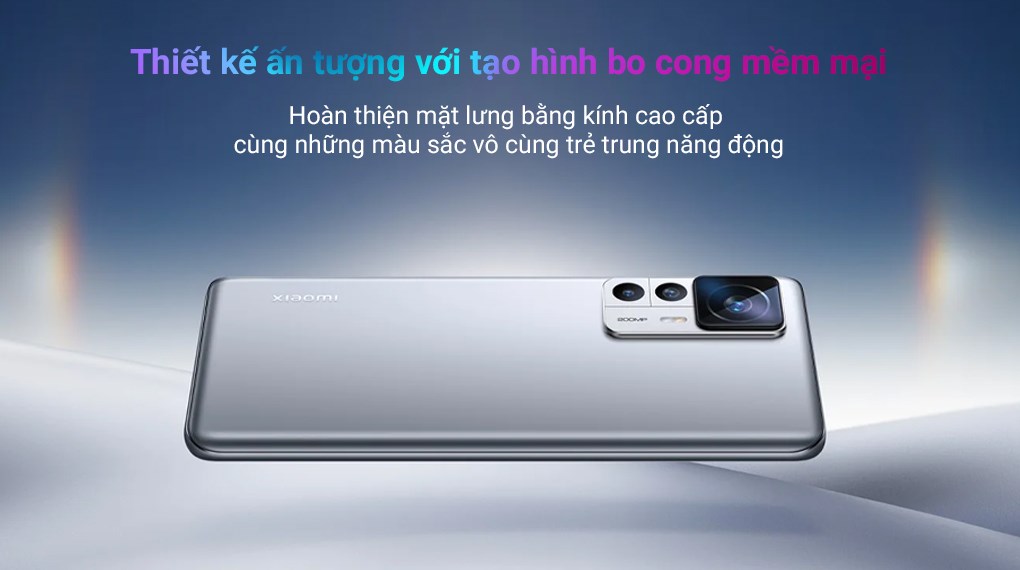 Thiết kế ấn tượng với tạo hình bo cong mềm mại
Hoàn thiện mặt lưng bằng kính cao cấp
cùng những màu sắc vô cùng trẻ trung năng động
xiaomi
200MP